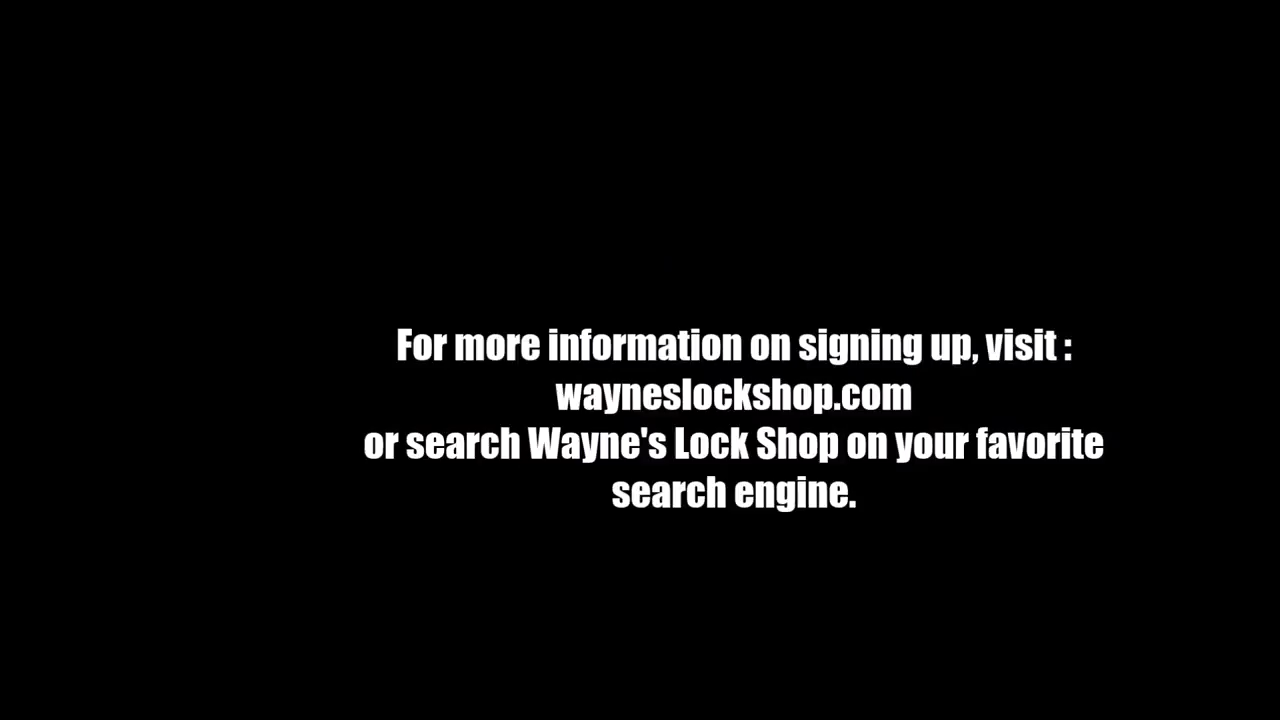 For more information on signing up, visit :
wayneslockshop.com
or search Wayne's Lock Shop on your favorite
search engine.